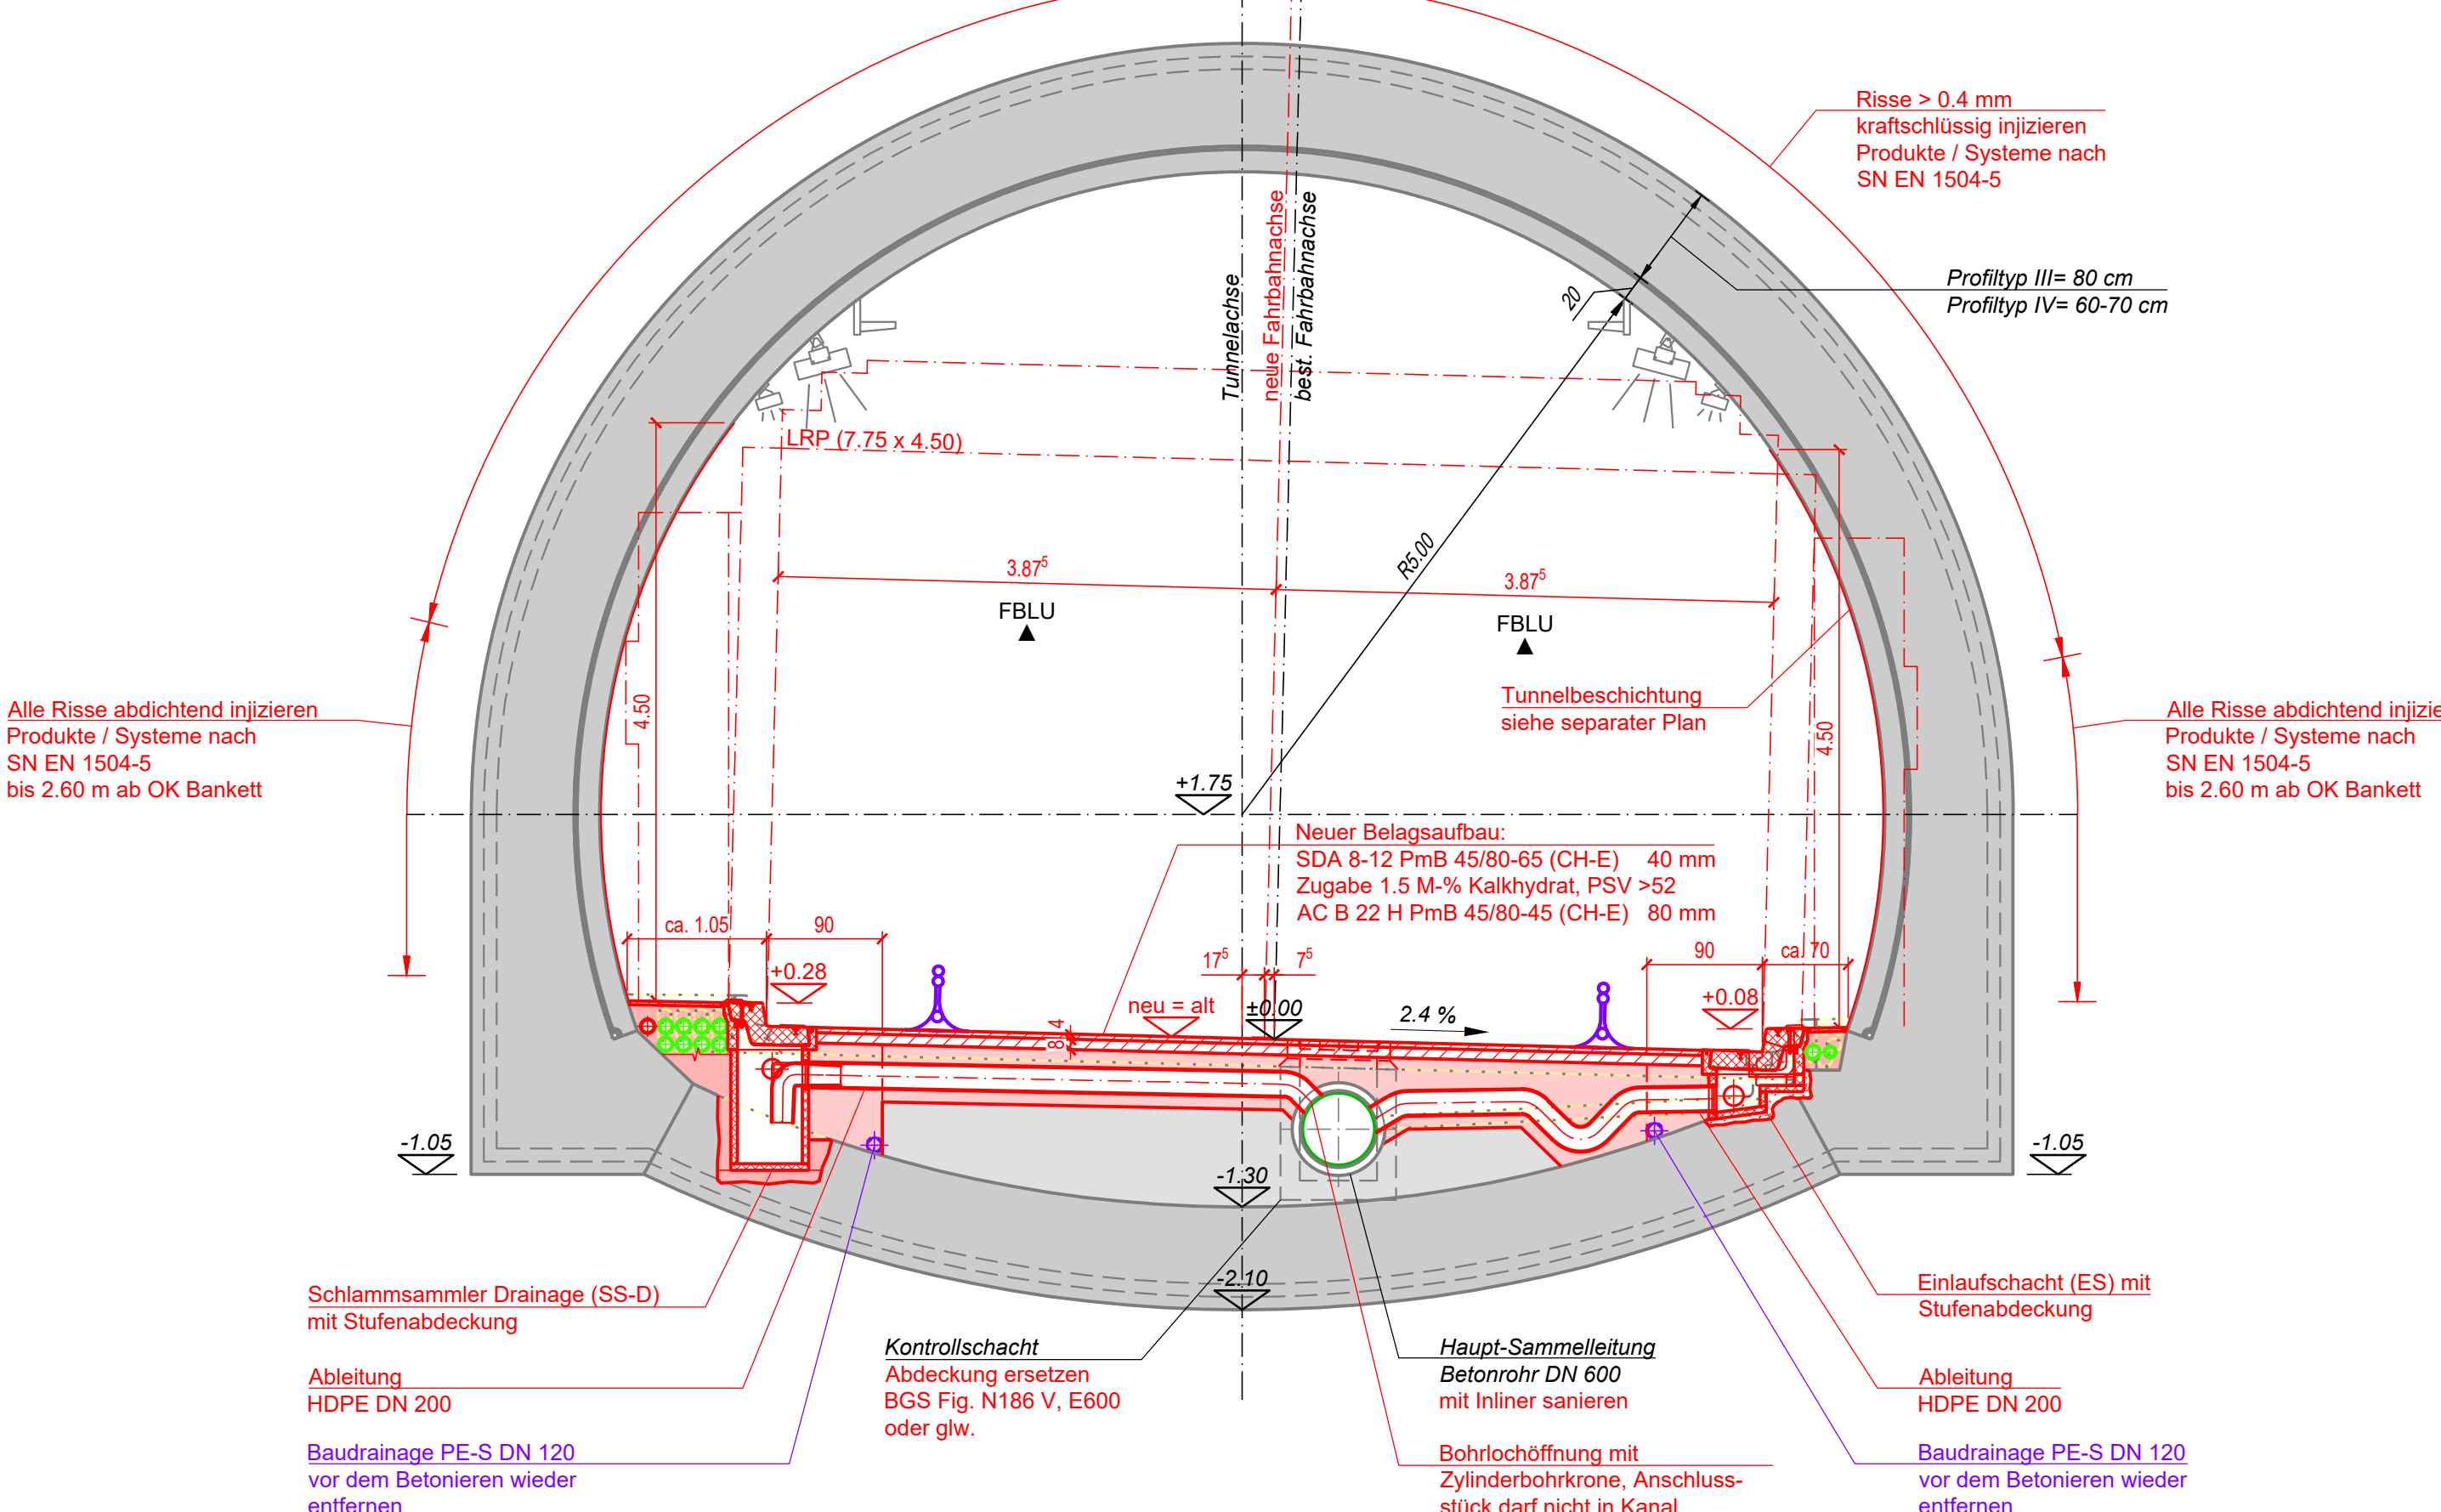 Risse > 0.4 mm
kraftschlüssig injizieren
Produkte / Systeme nach
SN EN 1504-5
Profiltyp III= 80 cm
Profiltyp IV= 60-70 cm
20
Tunnelachse
neue Fahrbahnachse
best. Fahrbahnachse
LRP (7.75 x 4.50)
R5.00
3.87⁵
3.87⁵
FBLU
FBLU
4.50
4.50
Tunnelbeschichtung
siehe separater Plan
Alle Risse abdichtend injizieren
Produkte / Systeme nach
SN EN 1504-5
bis 2.60 m ab OK Bankett
Alle Risse abdichtend injizie
Produkte / Systeme nach
SN EN 1504-5
bis 2.60 m ab OK Bankett
+1.75
Neuer Belagsaufbau:
SDA 8-12 PmB 45/80-65 (CH-E) 40 mm
Zugabe 1.5 M-% Kalkhydrat, PSV >52
AC B 22 H PmB 45/80-45 (CH-E) 80 mm
ca. 1.05
90
17⁵
7⁵
90
ca. 70
+0.28
neu = alt
±0.00
2.4 %
+0.08
8 4
-1.05
-1.05
-1.30
-2.10
Schlammsammler Drainage (SS-D)
mit Stufenabdeckung
Ableitung
HDPE DN 200
Baudrainage PE-S DN 120
vor dem Betonieren wieder
entfernen
Kontrollschacht
Abdeckung ersetzen
BGS Fig. N186 V, E600
oder glw.
Haupt-Sammelleitung
Betonrohr DN 600
mit Inliner sanieren
Bohrlochöffnung mit
Zylinderbohrkrone, Anschluss-
stück darf nicht in Kanal
Einlaufschacht (ES) mit
Stufenabdeckung
Ableitung
HDPE DN 200
Baudrainage PE-S DN 120
vor dem Betonieren wieder
entfernen